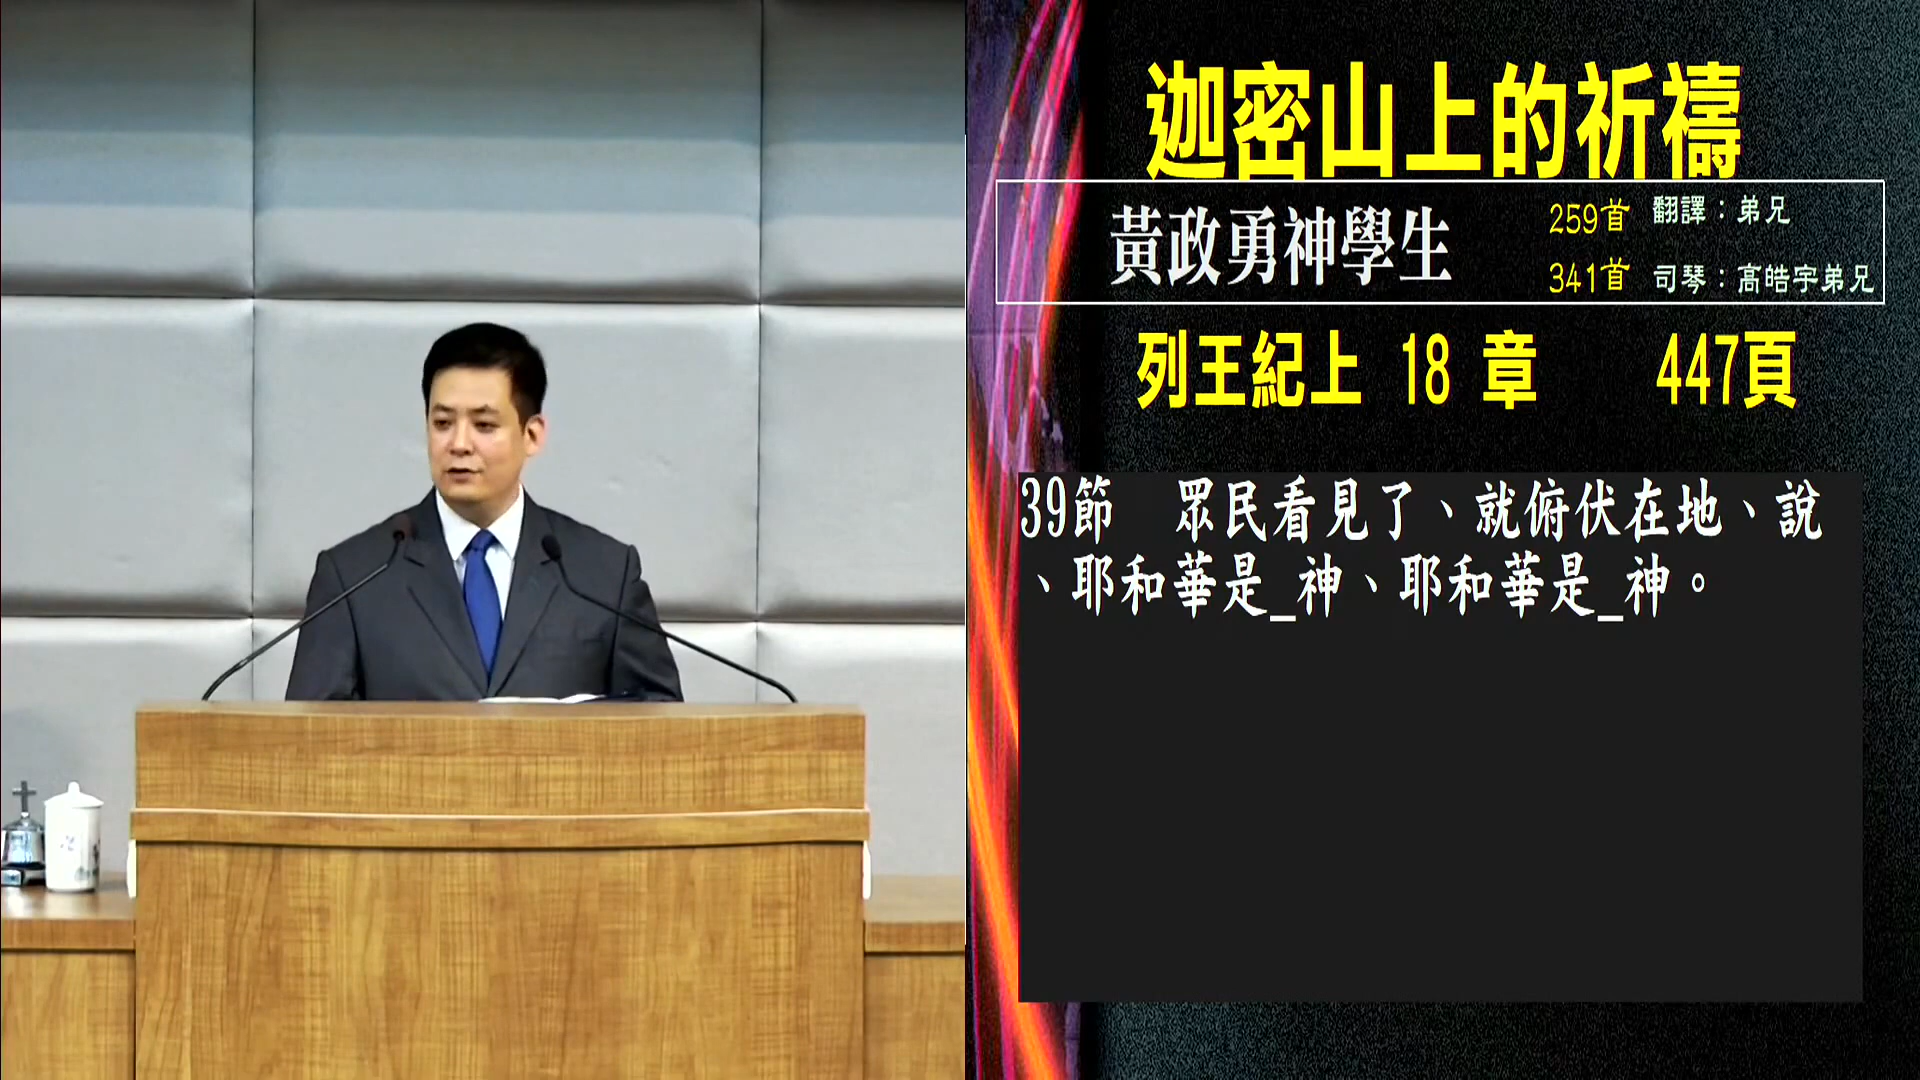 迦密山上的祈禱
黃政勇神學生
259首 翻譯：弟兄
341首 司琴：高皓宇弟兄
列王紀上 18 章 447頁
39節 眾民看見了、就俯伏在地、說
、耶和華是_神、耶和華是_神。